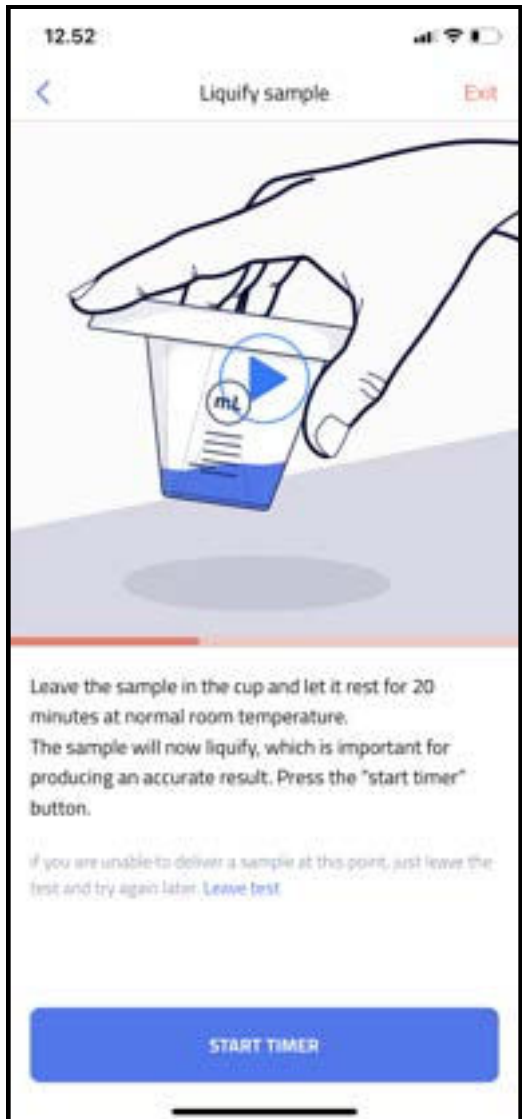 12.52
Liquify sample
Exit
mL
Leave the sample in the cup and let it rest for 20
minutes at normal room temperature.
The sample will now liquify, which is important for
producing an accurate result. Press the "start timer"
button.
If you are unable to deliver a sample at this point, just leave the
test and try again later. Leave test
START TIMER